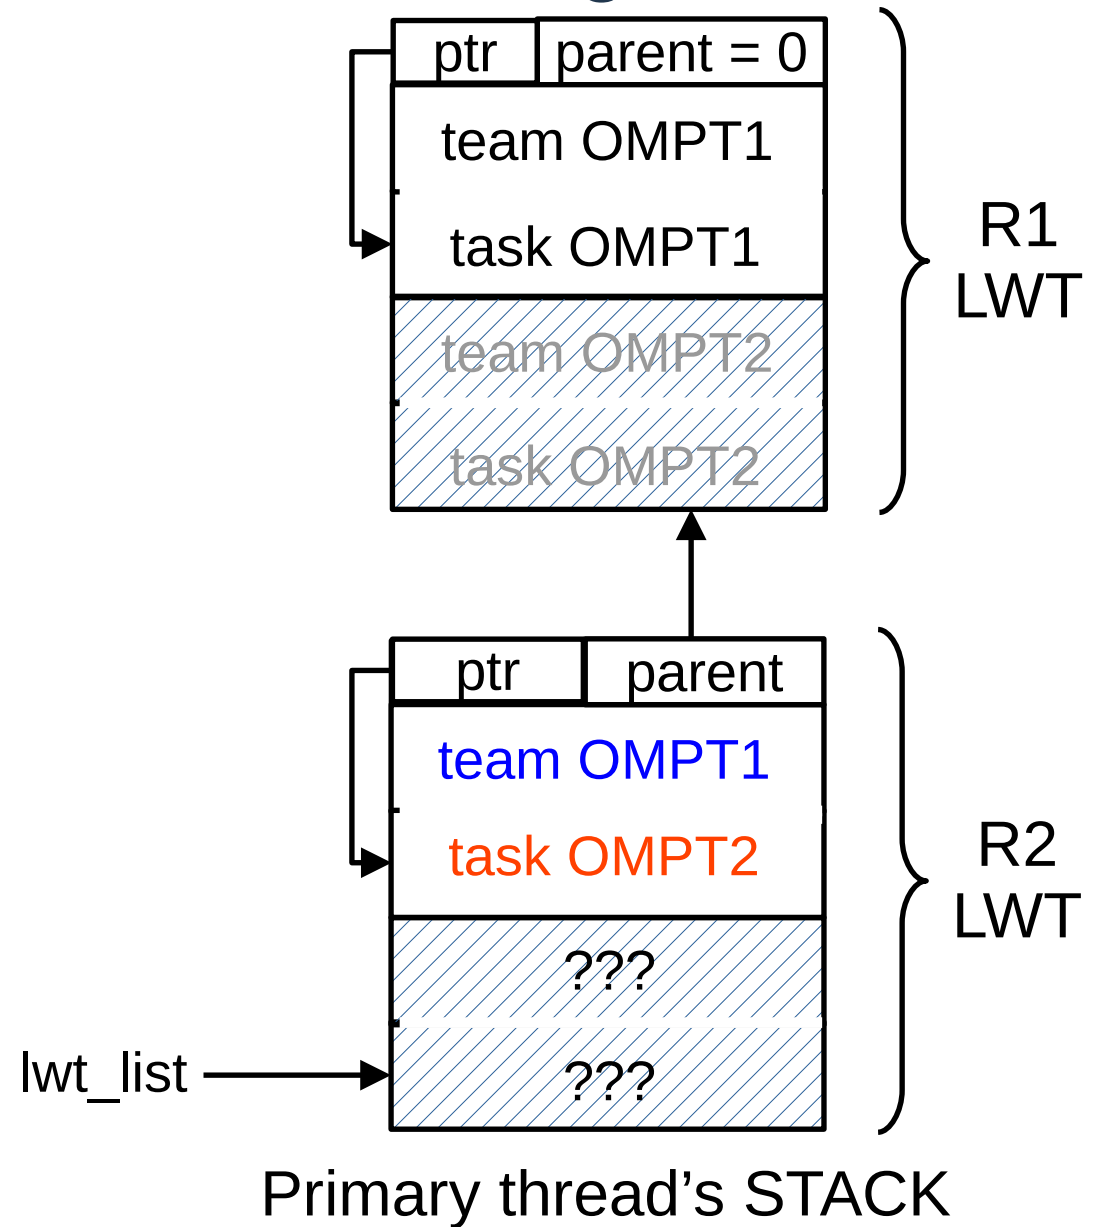 ptr parent = 0
team OMPT1
task OMPT1
team OMPT2
task OMPT2
R1
LWT
ptr parent
team OMPT1
task OMPT2
???
???
R2
LWT
lwt_list
Primary thread’s STACK